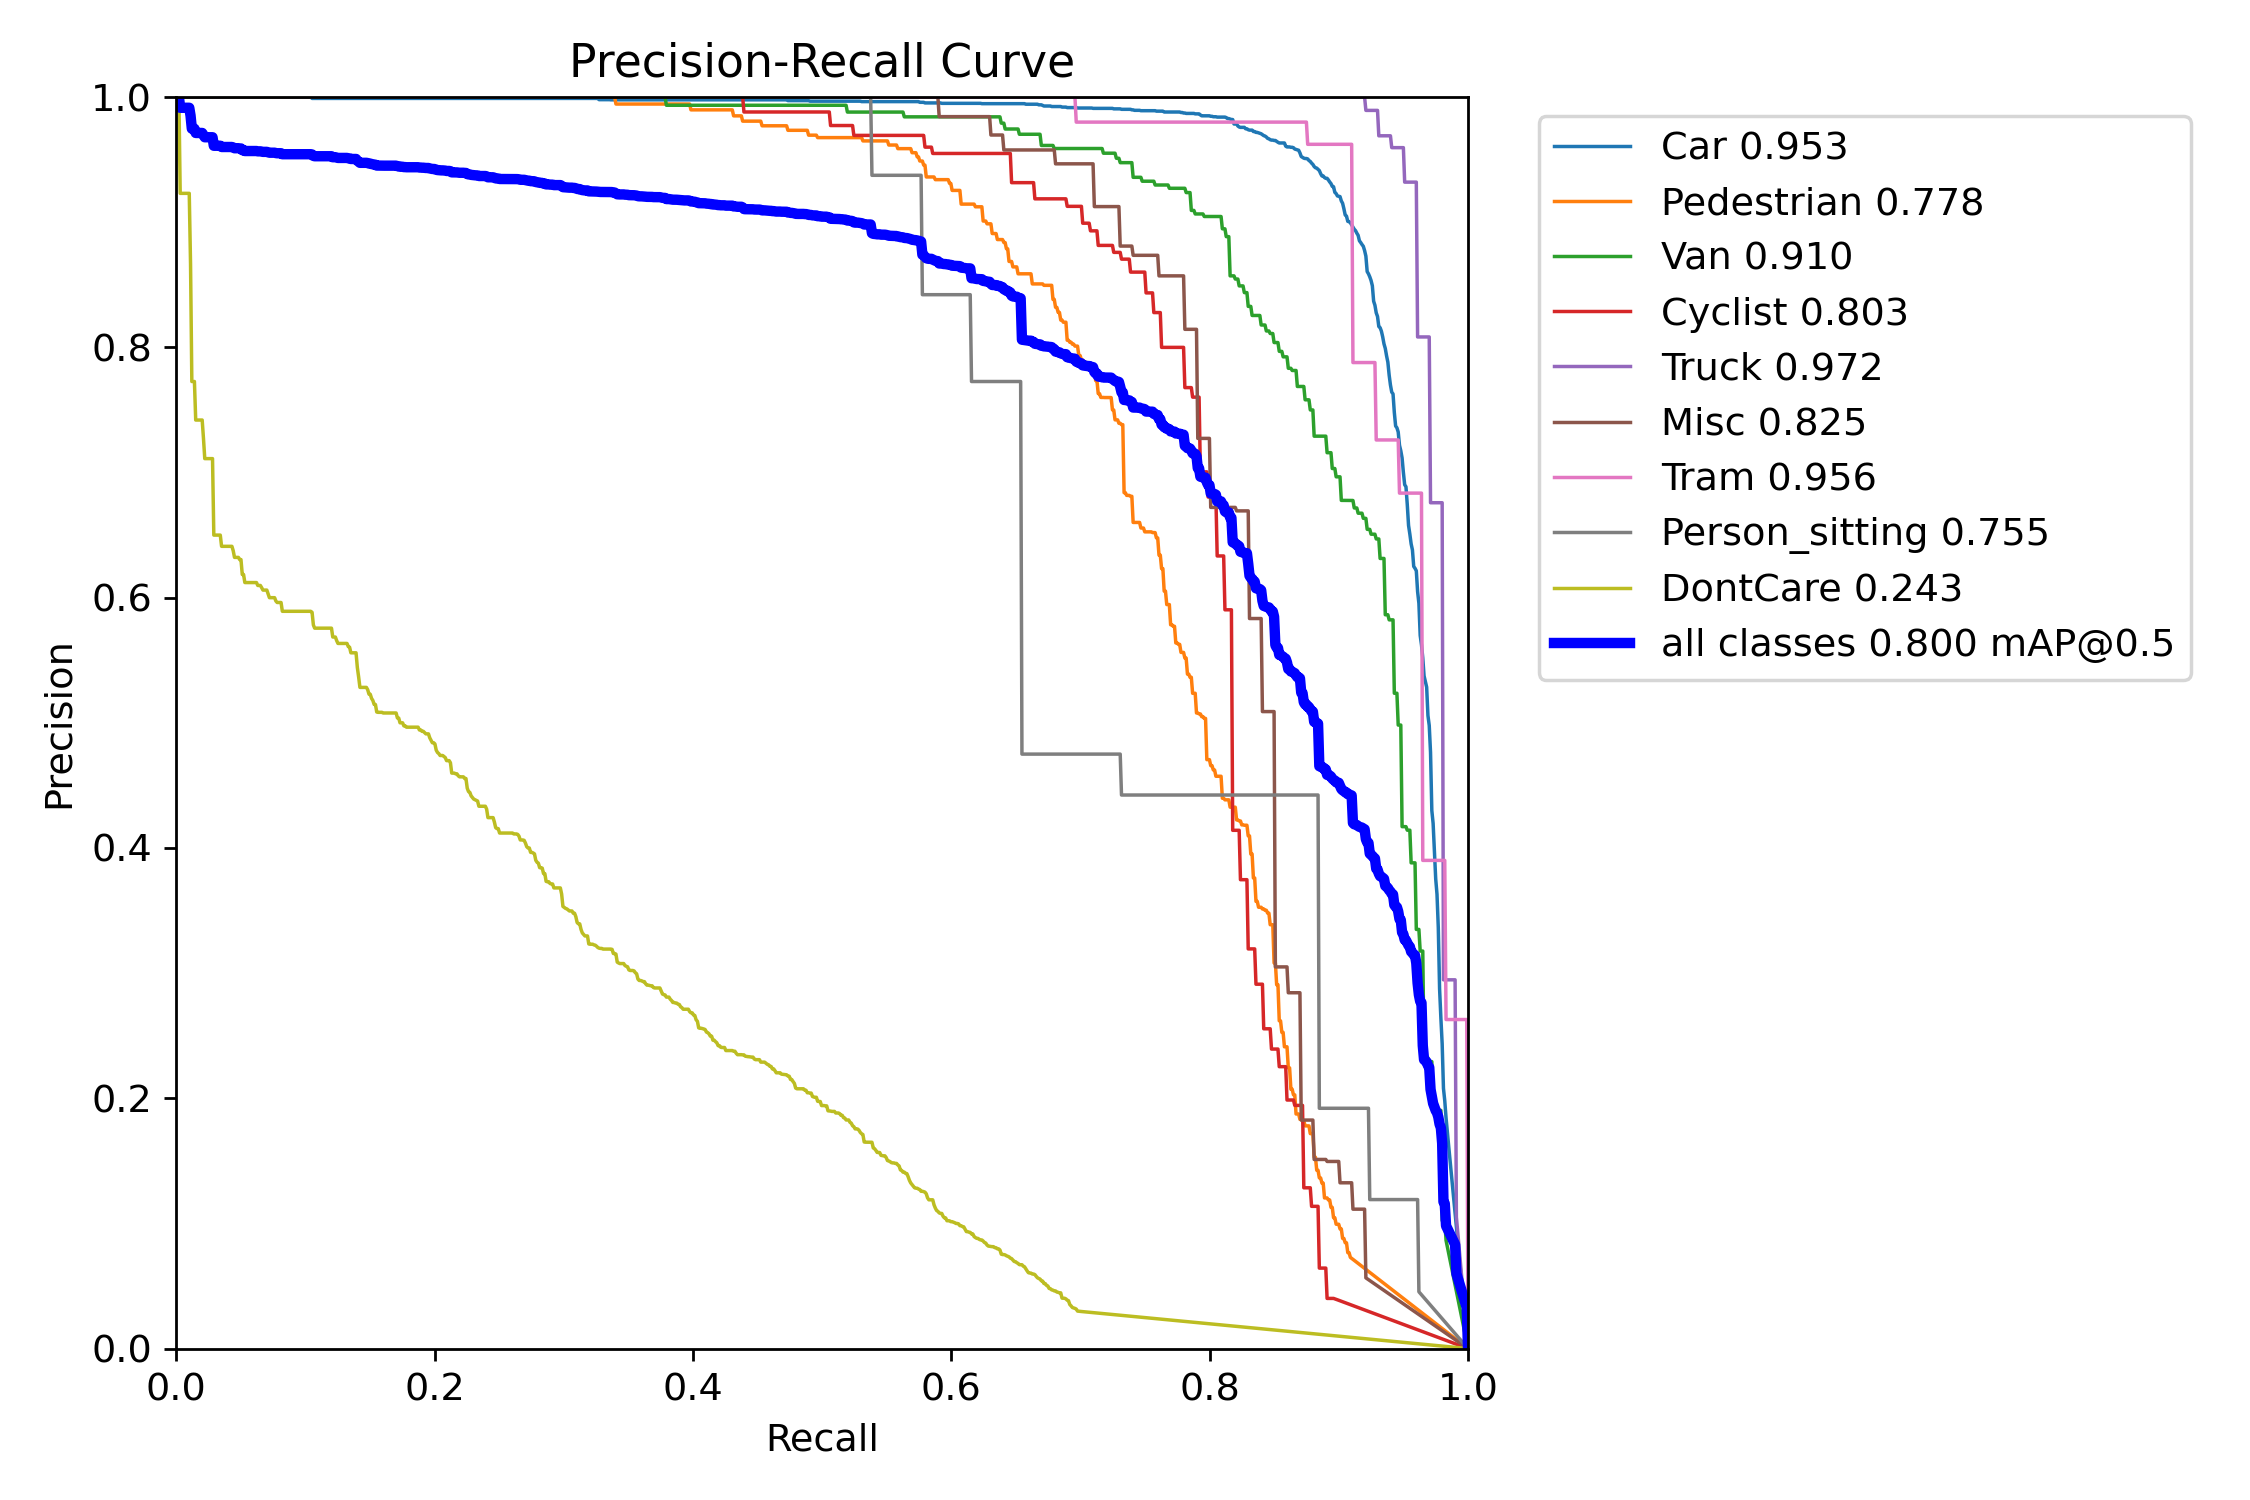 Precision-Recall Curve
1.0
0.8
0.6
0.4
0.2
0.0
Precision
0.0 0.2 0.4 0.6 0.8 1.0
Recall
Car 0.953
Pedestrian 0.778
Van 0.910
Cyclist 0.803
Truck 0.972
Misc 0.825
Tram 0.956
Person_sitting 0.755
DontCare 0.243
all classes 0.800 mAP@0.5